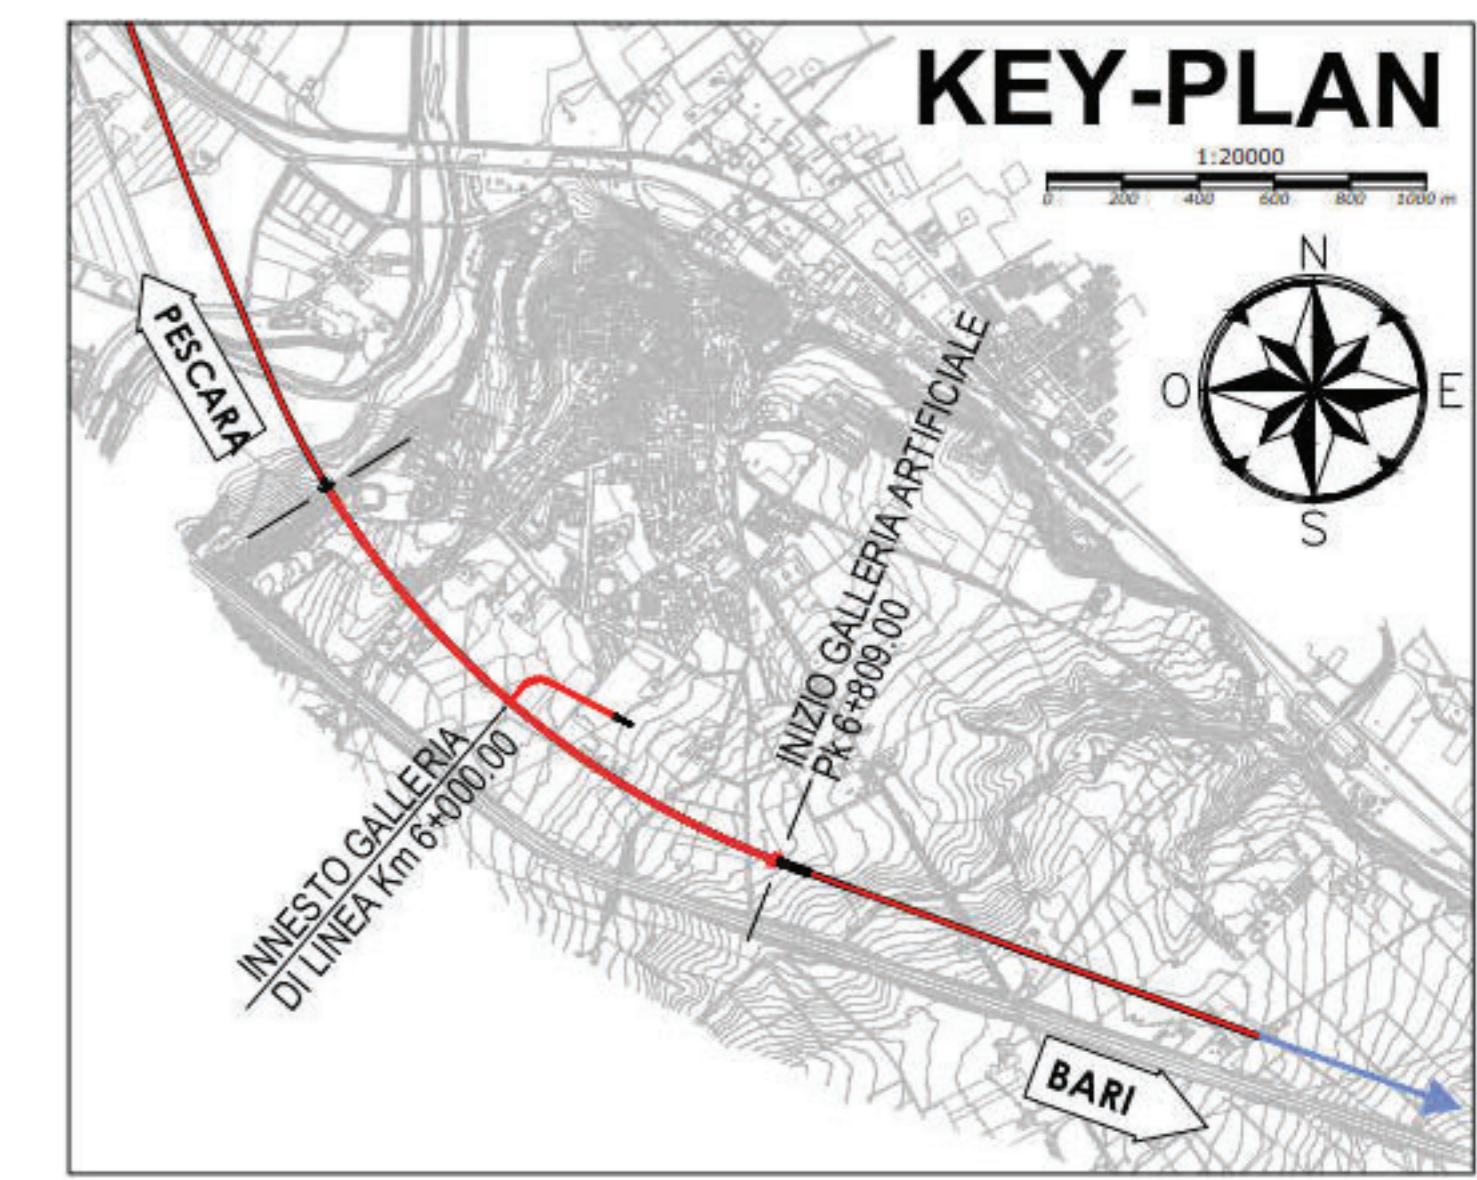 KEY-PLAN
1:20000
0 200 400 600 800 1000 m
N
O E
S
PESCARA
INIZIO GALLERIA ARTIFICIALE
Pk 6+809.00
INNESTO GALLERIA
DI LINEA Km 6+000.00
BARI